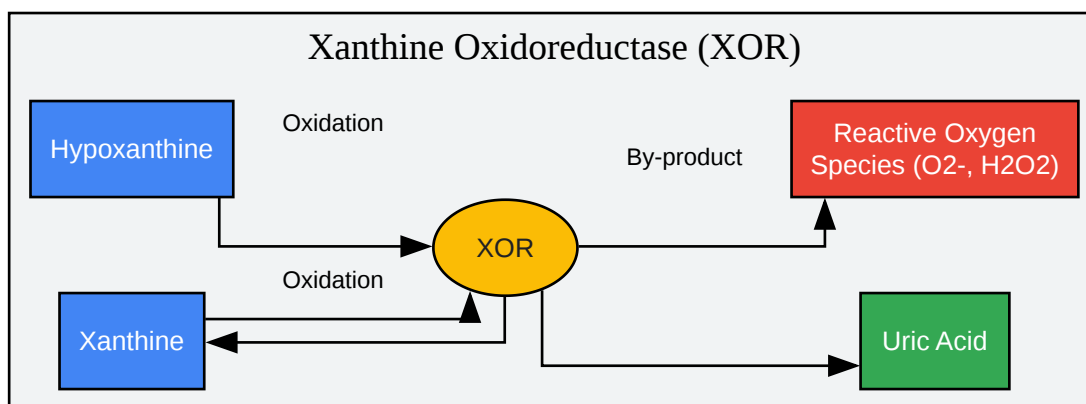 Xanthine Oxidoreductase (XOR)
Hypoxanthine
Oxidation
By-product
Reactive Oxygen
Species (O2-, H2O2)
XOR
Oxidation
Xanthine
Uric Acid